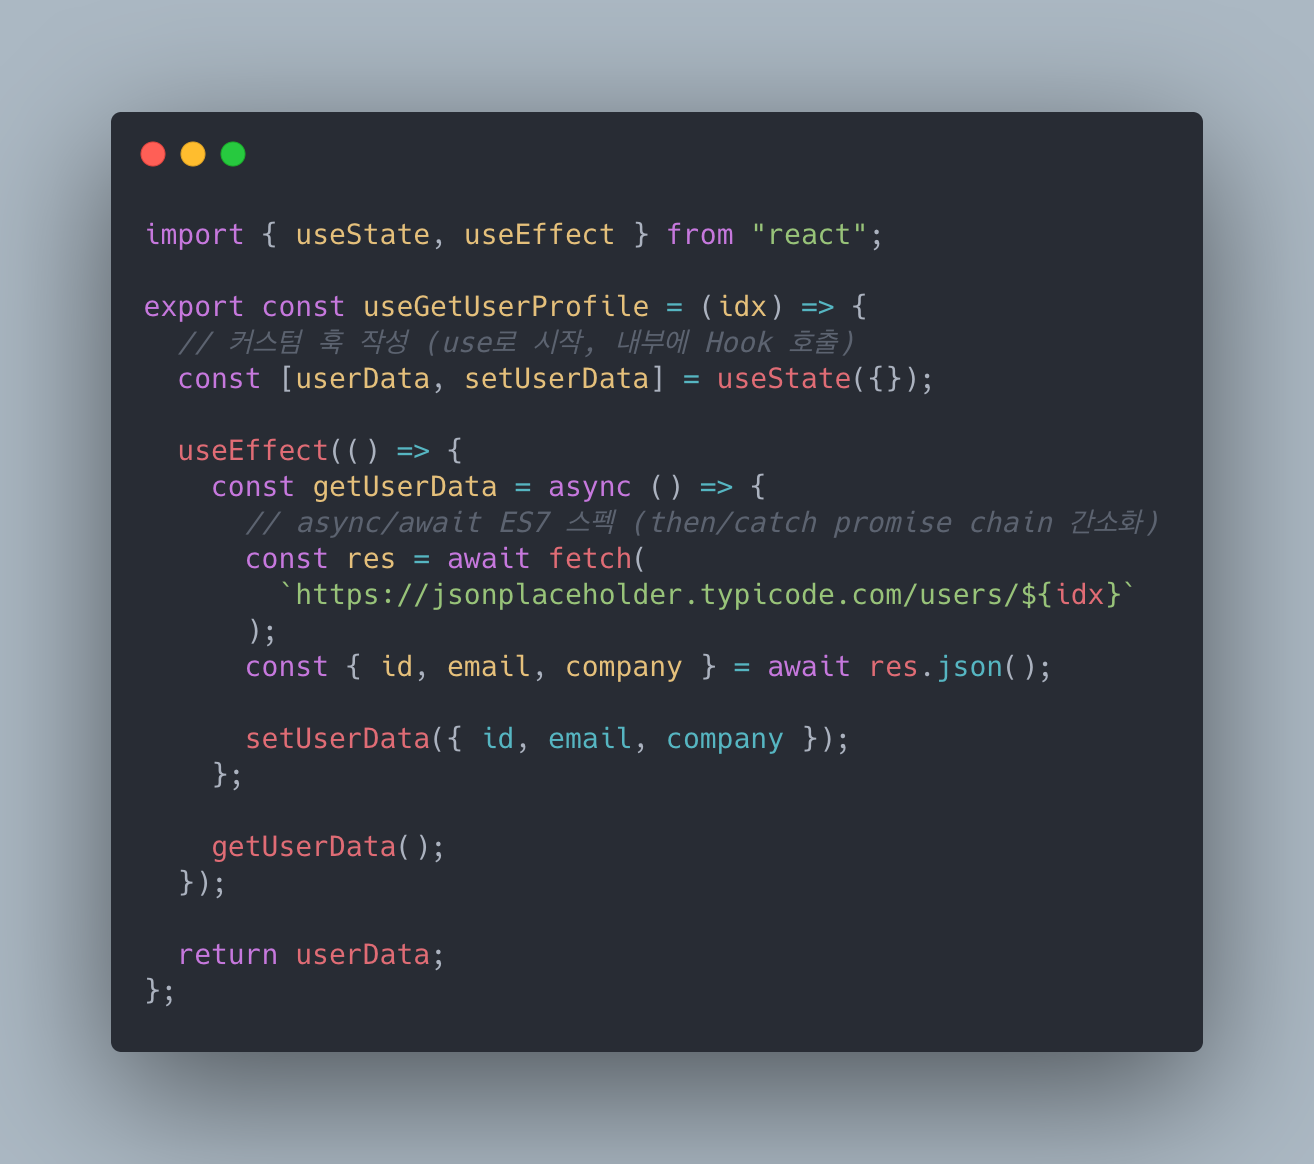 import { useState, useEffect } from "react";
export const useGetUserProfile = (idx) => {
// 커스텀 훅 작성 (use로 시작, 내부에 Hook 호출)
const [userData, setUserData] = useState({});
useEffect(() => {
const getUserData = async () => {
// async/await ES7 스펙 (then/catch promise chain 간소화)
const res = await fetch(
`https://jsonplaceholder.typicode.com/users/${idx}`
);
const { id, email, company } = await res.json();
setUserData({ id, email, company });
};
getUserData();
});
return userData;
};